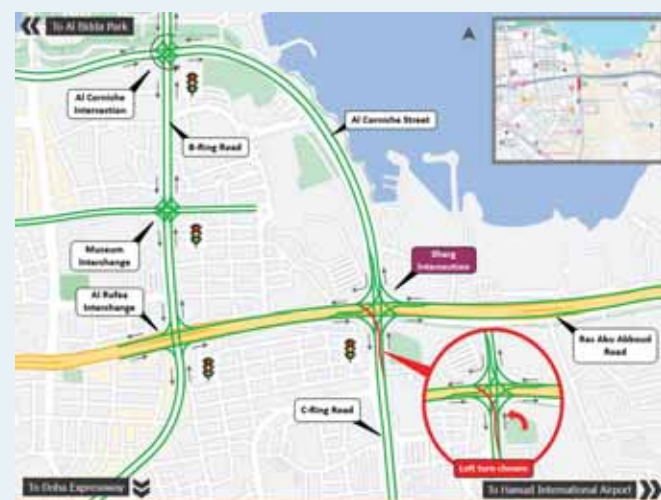 To Al Bidda Park
Al Corniche
Intersection
B-Ring Road
Al Corniche Street
Museum
Interchange
Sharq
Intersection
Al Rufaa
Interchange
Ras Abu Abboud
Road
C-Ring Road
Left turn closure
To Doha Expressway
To Hamad International Airport